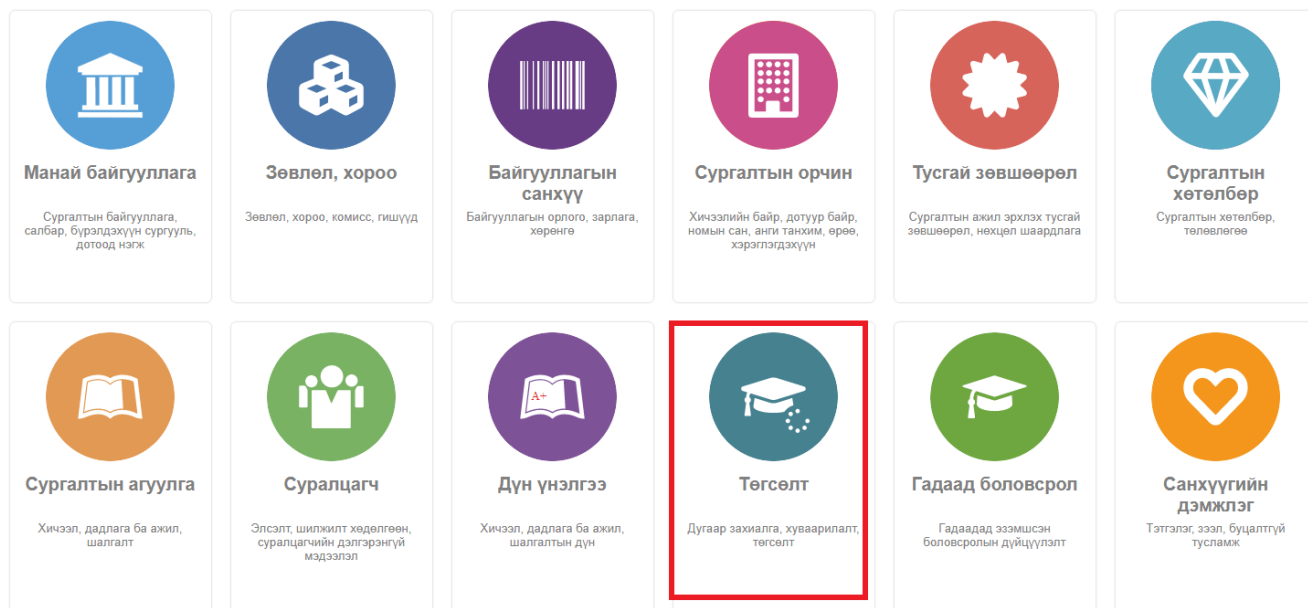 Манай байгууллага
Сургалтын байгууллага,
салбар, бүрэлдэхүүн сургууль,
дотоод нэгж
Зөвлөл, хороо
Зөвлөл, хороо, комисс, гишүүд
Байгууллагын
санхүү
Байгууллагын орлого, зарлага,
хөрөнгө
Сургалтын орчин
Хичээлийн байр, дотуур байр,
номын сан, анги танхим, өрөө,
хэрэглэгдэхүүн
Тусгай зөвшөөрөл
Сургалтын ажил эрхлэх тусгай
зөвшөөрөл, нөхцөл шаардлага
Сургалтын
хөтөлбөр
Сургалтын хөтөлбөр,
төлөвлөгөө
Сургалтын агуулга
Хичээл, дадлага ба ажил,
шалгалт
Суралцагч
Элсэлт, шилжилт хөдөлгөөн,
суралцагчийн дэлгэрэнгүй
мэдээлэл
A+
Дүн үнэлгээ
Хичээл, дадлага ба ажил,
шалгалтын дүн
Төгсөлт
Дугаар захиалга, хуваарилалт,
төгсөлт
Гадаад боловсрол
Гадаадад эзэмшсэн
боловсролын дүйцүүлэлт
Санхүүгийн
дэмжлэг
Тэтгэлэг, зээл, буцалтгүй
тусламж